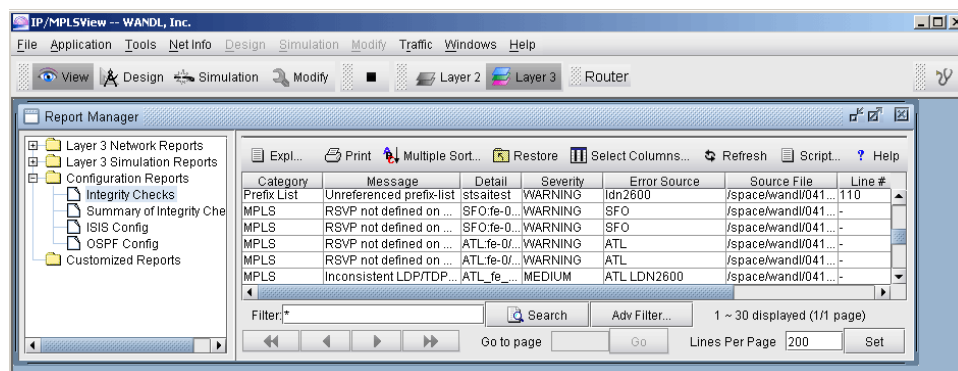 IP/MPLSView -- WANDL, Inc.
File Application Tools NetInfo Design Simulation Modify Traffic Windows Help
View Design Simulation Modify Layer 2 Layer 3 Router
Report Manager
Layer 3 Network Reports
Layer 3 Simulation Reports
Configuration Reports
Integrity Checks
Summary of Integrity Che
ISIS Config
OSPF Config
Customized Reports
Expl... Print Multiple Sort... Restore Select Columns... Refresh Script... ? Help
Category Message Detail Severity Error Source Source File Line #
Prefix List Unreferenced prefix-list stsaitest WARNING ldn2600 /space/wandl/041... 110
MPLS RSVP not defined on ... SFO:fe-0... WARNING SFO /space/wandl/041... -
MPLS RSVP not defined on ... SFO:fe-0... WARNING SFO /space/wandl/041... -
MPLS RSVP not defined on ... ATL:fe-0/... WARNING ATL /space/wandl/041... -
MPLS RSVP not defined on ... ATL:fe-0/... WARNING ATL /space/wandl/041... -
MPLS Inconsistent LDP/TDP... ATL_fe_... MEDIUM ATL LDN2600 /space/wandl/041... -
Filter: * Search Adv Filter... 1 ~ 30 displayed (1/1 page)
Go to page Go Lines Per Page 200 Set